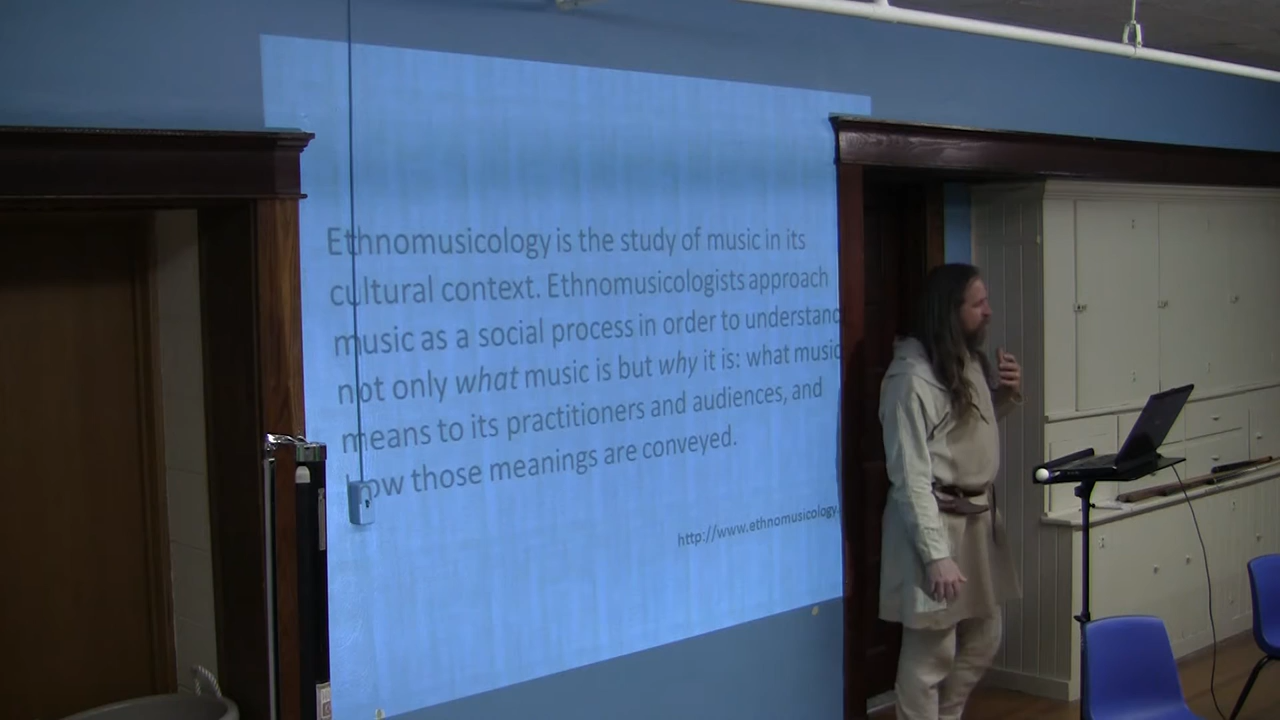 Ethnomusicology is the study of music in its
cultural context. Ethnomusicologists approach
music as a social process in order to understand
not only what music is but why it is: what music
means to its practitioners and audiences, and
how those meanings are conveyed.
http://www.ethnomusicology.